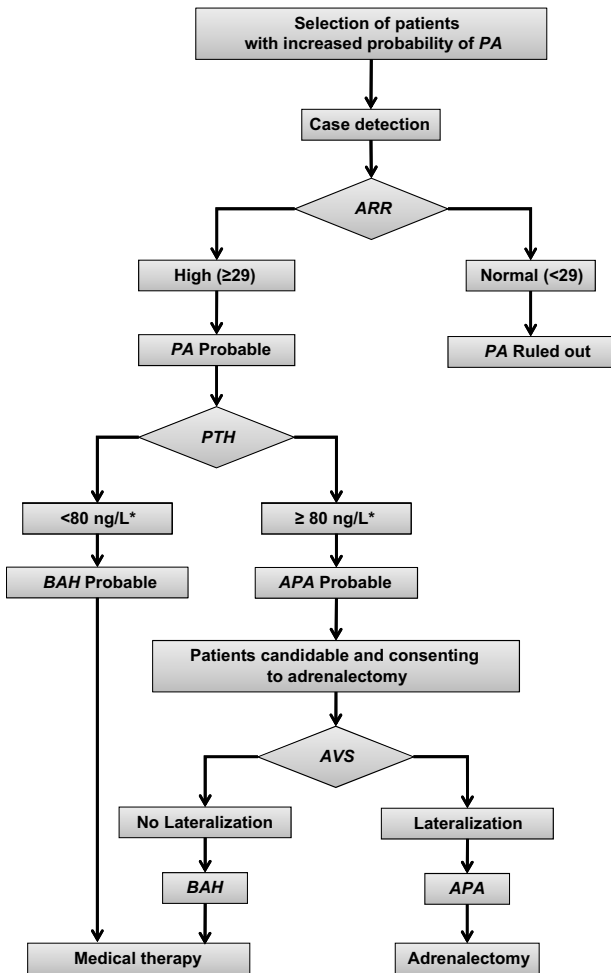 Selection of patients
with increased probability of PA
Case detection
ARR
High (≥29)
Normal (<29)
PA Probable
PA Ruled out
PTH
<80 ng/L*
≥ 80 ng/L*
BAH Probable
APA Probable
Patients candidable and consenting
to adrenalectomy
AVS
No Lateralization
Lateralization
BAH
APA
Medical therapy
Adrenalectomy